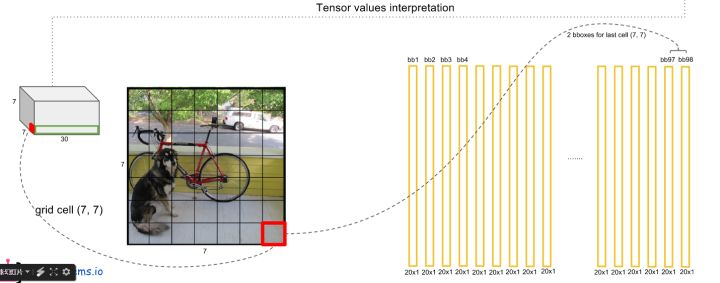 Tensor values interpretation
2 bboxes for last cell (7, 7)
bb1 bb2 bb3 bb4 bb97 bb98
7
7
30
7
grid cell (7, 7)
7
......
20x1 20x1 20x1 20x1 20x1 20x1 20x1 20x1 20x1 20x1 20x1 20x1 20x1 20x1
ms.io